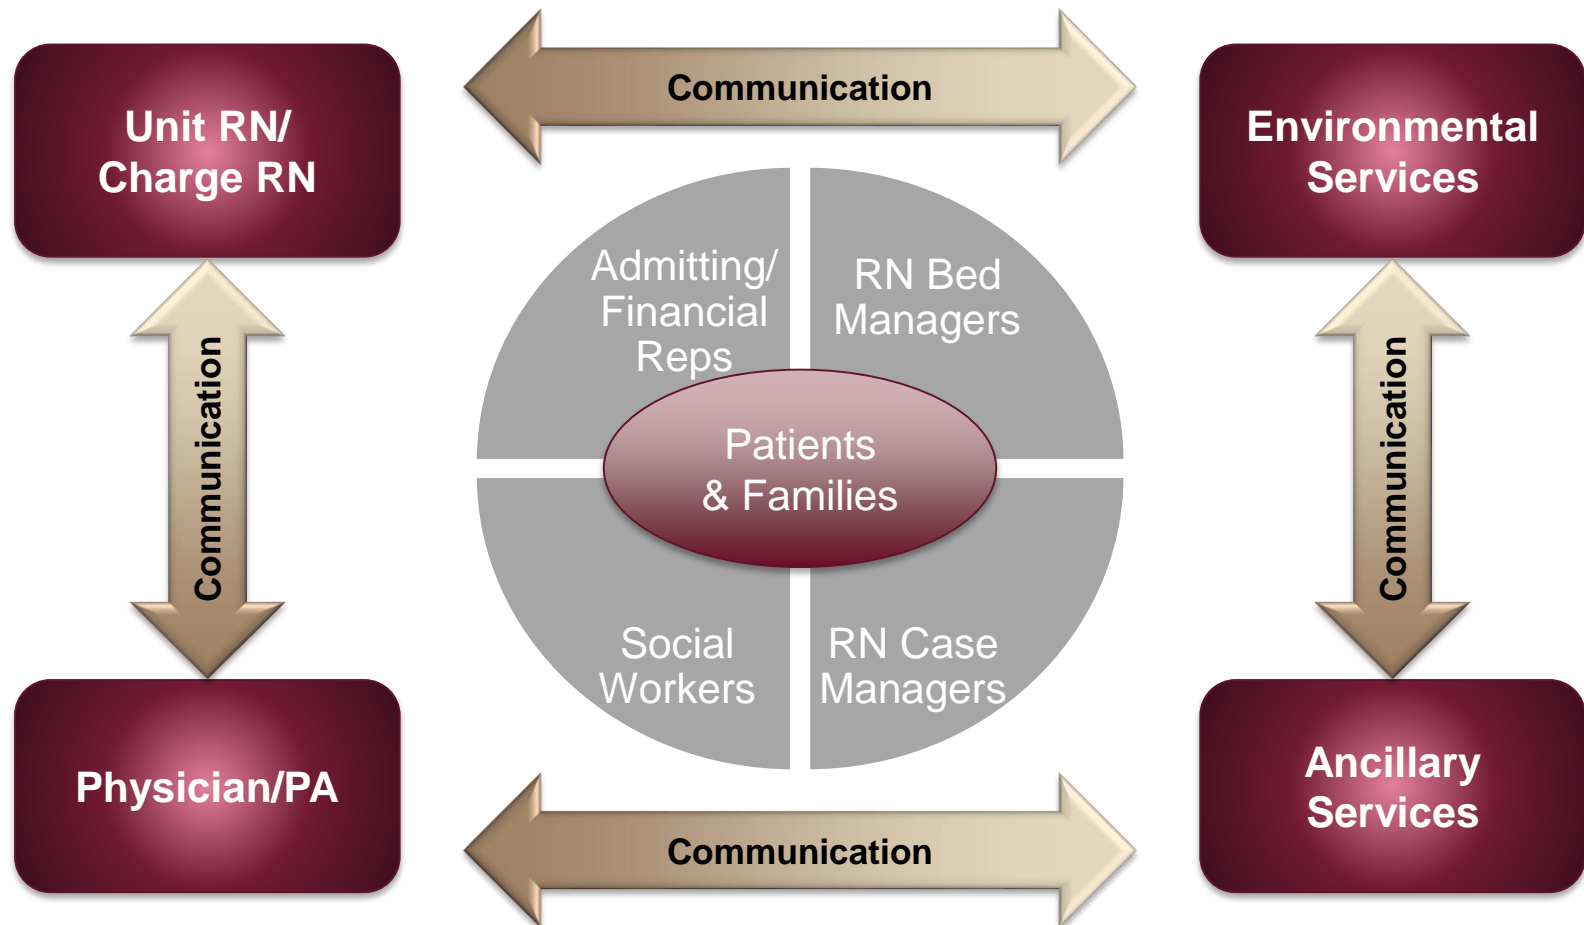 Communication
Unit RN/
Charge RN
Environmental
Services
Admitting/
Financial
Reps
RN Bed
Managers
Communication
Patients
& Families
Communication
Social
Workers
RN Case
Managers
Physician/PA
Ancillary
Services
Communication